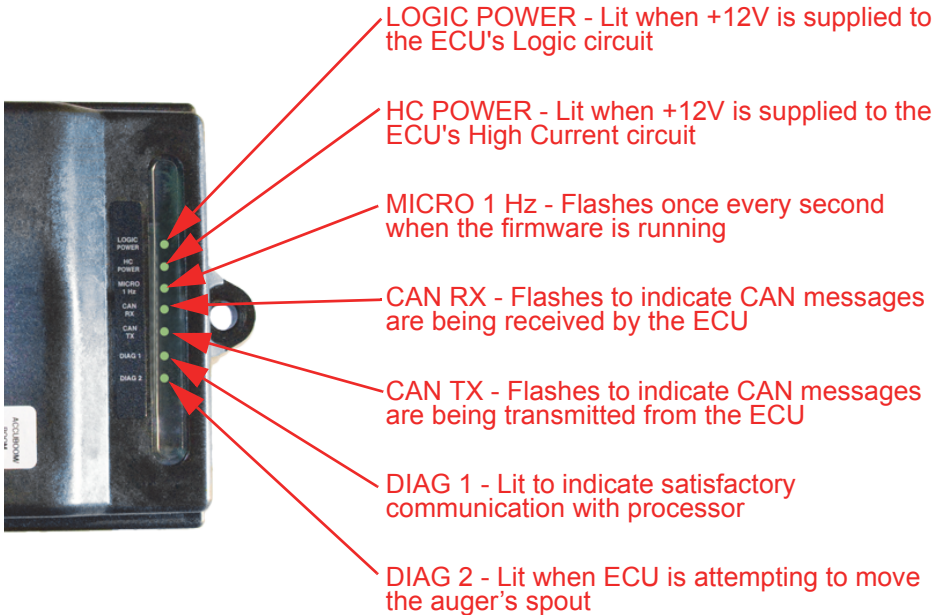 LOGIC POWER - Lit when +12V is supplied to
the ECU's Logic circuit
HC POWER - Lit when +12V is supplied to the
ECU's High Current circuit
MICRO 1 Hz - Flashes once every second
when the firmware is running
CAN RX - Flashes to indicate CAN messages
are being received by the ECU
CAN TX - Flashes to indicate CAN messages
are being transmitted from the ECU
DIAG 1 - Lit to indicate satisfactory
communication with processor
DIAG 2 - Lit when ECU is attempting to move
the auger’s spout
LOGIC
POWER
HC
POWER
MICRO
1 Hz
CAN
RX
CAN
TX
DIAG 1
DIAG 2